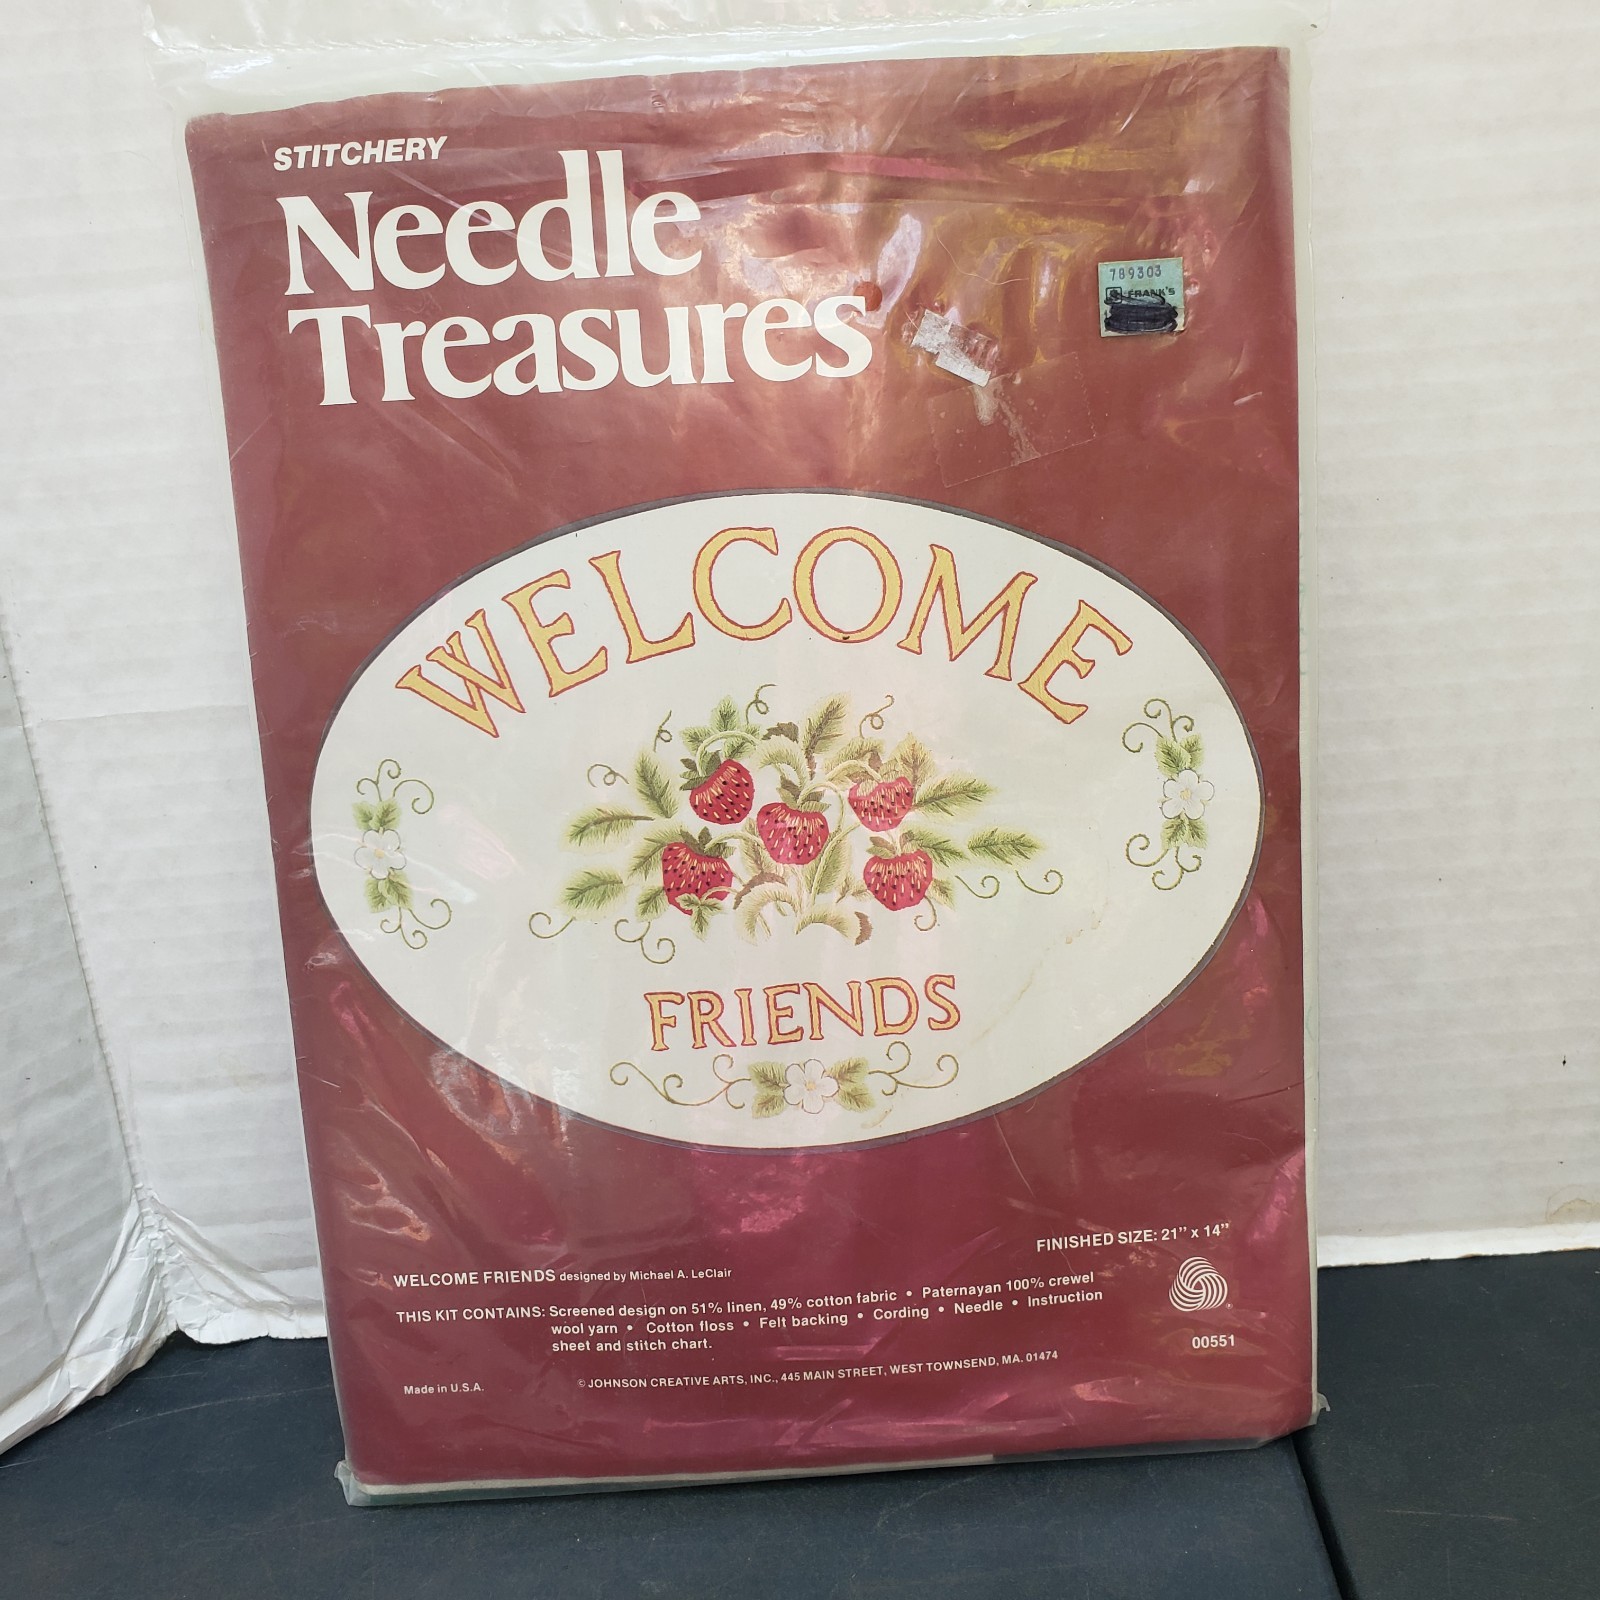 STITCHERY
Needle
Treasures
789303
FRANK'S
WELCOME
FRIENDS
FINISHED SIZE: 21" x 14"
WELCOME FRIENDS designed by Michael A. LeClair
THIS KIT CONTAINS: Screened design on 51% linen, 49% cotton fabric • Paternayan 100% crewel
wool yarn • Cotton floss • Felt backing • Cording • Needle • Instruction
sheet and stitch chart.
®
00551
Made in U.S.A.
© JOHNSON CREATIVE ARTS, INC., 445 MAIN STREET, WEST TOWNSEND, MA. 01474